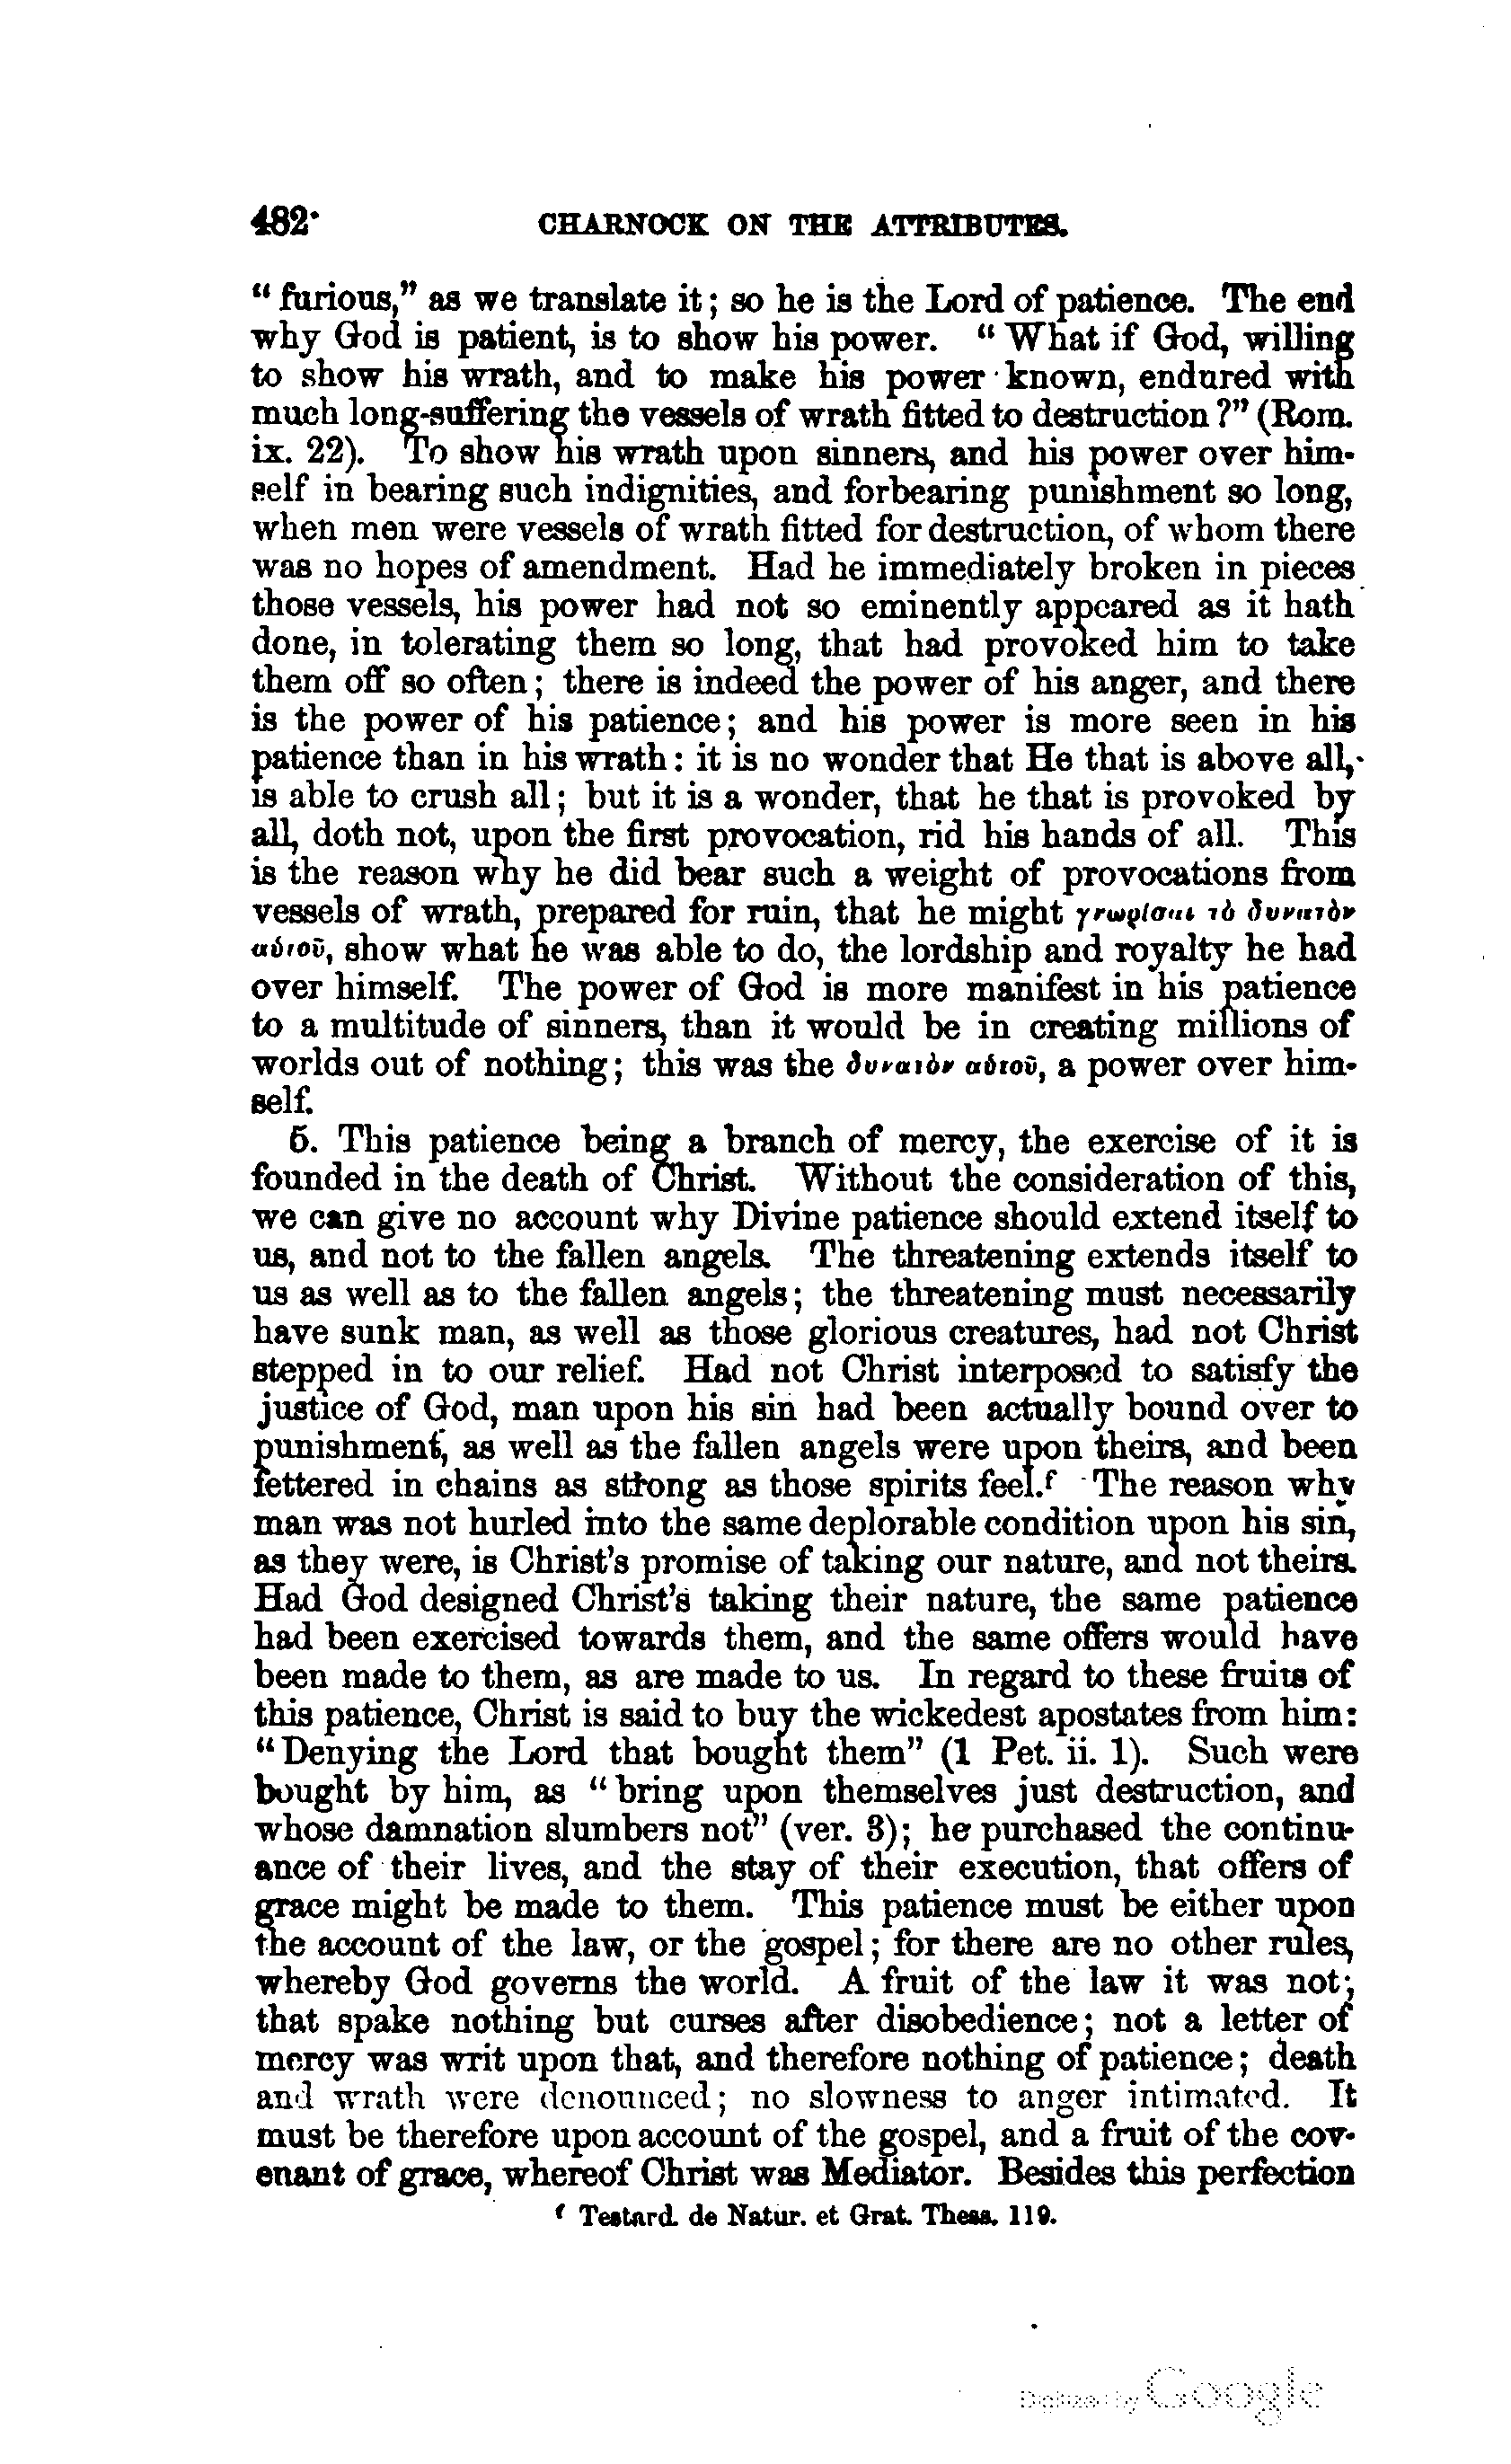 482
CHARNOCK ON THE ATTRIBUTES.
“furious,” as we translate it; so he is the Lord of patience. The end
why God is patient, is to show his power. “What if God, willing
to show his wrath, and to make his power known, endured with
much long-suffering the vessels of wrath fitted to destruction?” (Rom.
ix. 22). To show his wrath upon sinners, and his power over him-
self in bearing such indignities, and forbearing punishment so long,
when men were vessels of wrath fitted for destruction, of whom there
was no hopes of amendment. Had he immediately broken in pieces
those vessels, his power had not so eminently appeared as it hath
done, in tolerating them so long, that had provoked him to take
them off so often; there is indeed the power of his anger, and there
is the power of his patience; and his power is more seen in his
patience than in his wrath: it is no wonder that He that is above all,
is able to crush all; but it is a wonder, that he that is provoked by
all, doth not, upon the first provocation, rid his hands of all. This
is the reason why he did bear such a weight of provocations from
vessels of wrath, prepared for ruin, that he might γνωρίσαι τὸ δυνατὸν
αὑτοῦ, show what he was able to do, the lordship and royalty he had
over himself. The power of God is more manifest in his patience
to a multitude of sinners, than it would be in creating millions of
worlds out of nothing; this was the δυνατὸν αὑτοῦ, a power over him-
self.
5. This patience being a branch of mercy, the exercise of it is
founded in the death of Christ. Without the consideration of this,
we can give no account why Divine patience should extend itself to
us, and not to the fallen angels. The threatening extends itself to
us as well as to the fallen angels; the threatening must necessarily
have sunk man, as well as those glorious creatures, had not Christ
stepped in to our relief. Had not Christ interposed to satisfy the
justice of God, man upon his sin had been actually bound over to
punishment, as well as the fallen angels were upon theirs, and been
fettered in chains as strong as those spirits feel.f The reason why
man was not hurled into the same deplorable condition upon his sin,
as they were, is Christ's promise of taking our nature, and not theirs.
Had God designed Christ's taking their nature, the same patience
had been exercised towards them, and the same offers would have
been made to them, as are made to us. In regard to these fruits of
this patience, Christ is said to buy the wickedest apostates from him:
“Denying the Lord that bought them” (1 Pet. ii. 1). Such were
bought by him, as “bring upon themselves just destruction, and
whose damnation slumbers not” (ver. 3); he purchased the continu-
ance of their lives, and the stay of their execution, that offers of
grace might be made to them. This patience must be either upon
the account of the law, or the gospel; for there are no other rules,
whereby God governs the world. A fruit of the law it was not;
that spake nothing but curses after disobedience; not a letter of
mercy was writ upon that, and therefore nothing of patience; death
and wrath were denounced; no slowness to anger intimated. It
must be therefore upon account of the gospel, and a fruit of the cov-
enant of grace, whereof Christ was Mediator. Besides this perfection
f Testard. de Natur. et Grat. Thess. 119.
Digitized by Google